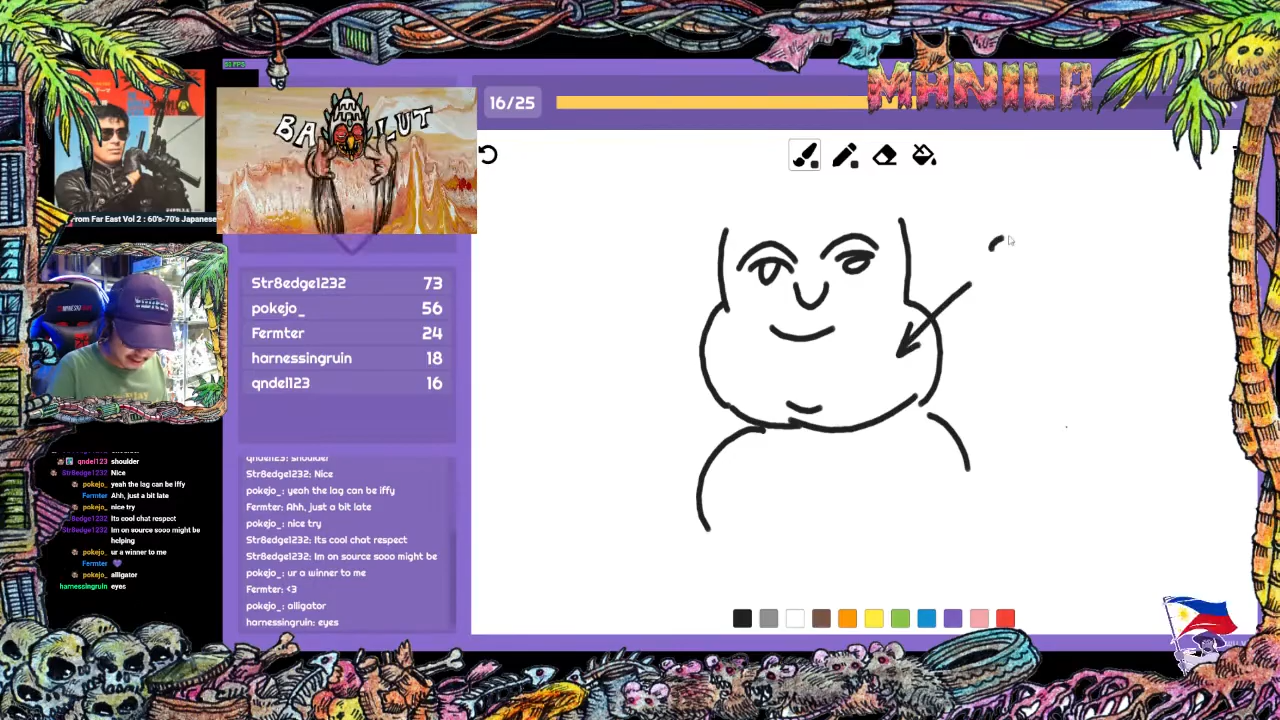 53 FPS
MANILA
16/25
BA LUT
From Far East Vol 2 : 60's-70's Japanese
Str8edge1232 73
pokejo_ 56
Fermter 24
harnessingruin 18
qndel123 16
qndel123 shoulder
Str8edge1232 Nice
pokejo_ yeah the lag can be iffy
Fermter Ahh, just a bit late
pokejo_ nice try
Str8edge1232 Its cool chat respect
Str8edge1232 Im on source sooo might be
helping
pokejo_ ur a winner to me
Fermter 💜
pokejo_ alligator
harnessingruin eyes
qndel123: shoulder
Str8edge1232: Nice
pokejo_: yeah the lag can be iffy
Fermter: Ahh, just a bit late
pokejo_: nice try
Str8edge1232: Its cool chat respect
Str8edge1232: Im on source sooo might be
pokejo_: ur a winner to me
Fermter: <3
pokejo_: alligator
harnessingruin: eyes